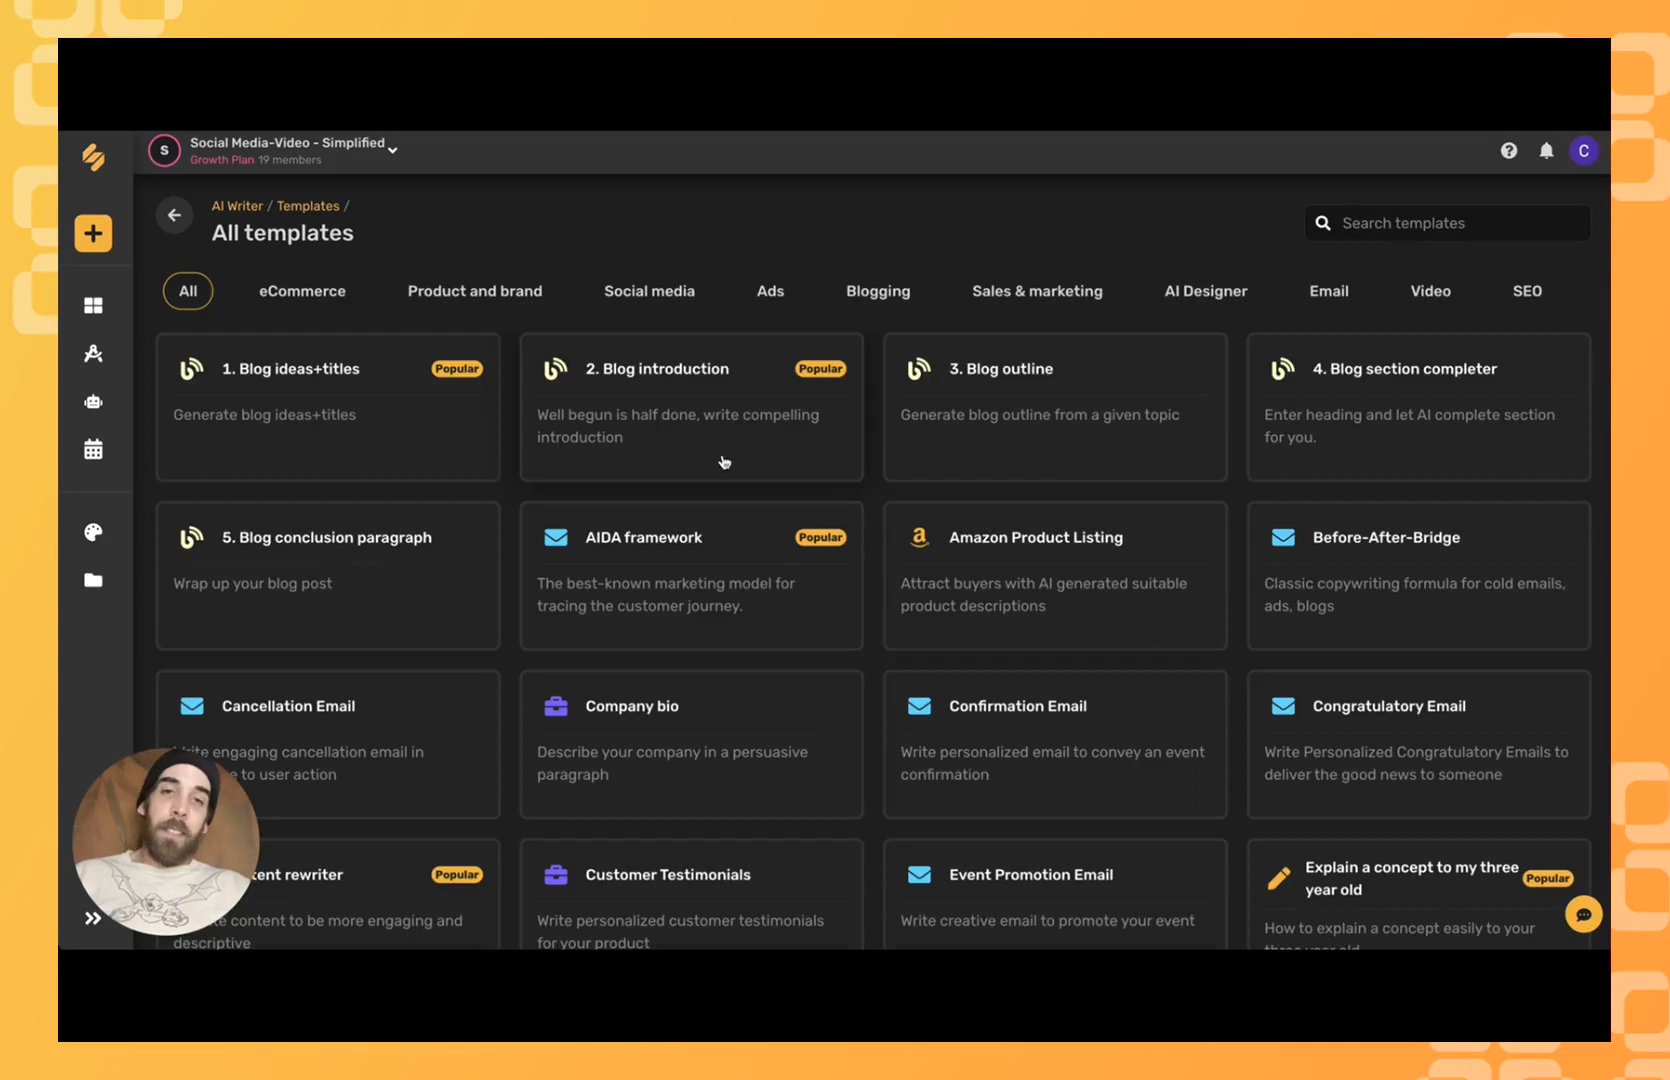 S
Social Media-Video - Simplified
Growth Plan 19 members
C
AI Writer / Templates /
All templates
Search templates
All
eCommerce
Product and brand
Social media
Ads
Blogging
Sales & marketing
AI Designer
Email
Video
SEO
1. Blog ideas+titles
Popular
Generate blog ideas+titles
2. Blog introduction
Popular
Well begun is half done, write compelling
introduction
3. Blog outline
Generate blog outline from a given topic
4. Blog section completer
Enter heading and let AI complete section
for you.
5. Blog conclusion paragraph
Wrap up your blog post
AIDA framework
Popular
The best-known marketing model for
tracing the customer journey.
Amazon Product Listing
Attract buyers with AI generated suitable
product descriptions
Before-After-Bridge
Classic copywriting formula for cold emails,
ads, blogs
Cancellation Email
engaging cancellation email in
to user action
Company bio
Describe your company in a persuasive
paragraph
Confirmation Email
Write personalized email to convey an event
confirmation
Congratulatory Email
Write Personalized Congratulatory Emails to
deliver the good news to someone
rewriter
Popular
content to be more engaging and
descriptive
Customer Testimonials
Write personalized customer testimonials
for your product
Event Promotion Email
Write creative email to promote your event
Explain a concept to my three
year old
Popular
How to explain a concept easily to your
three year old